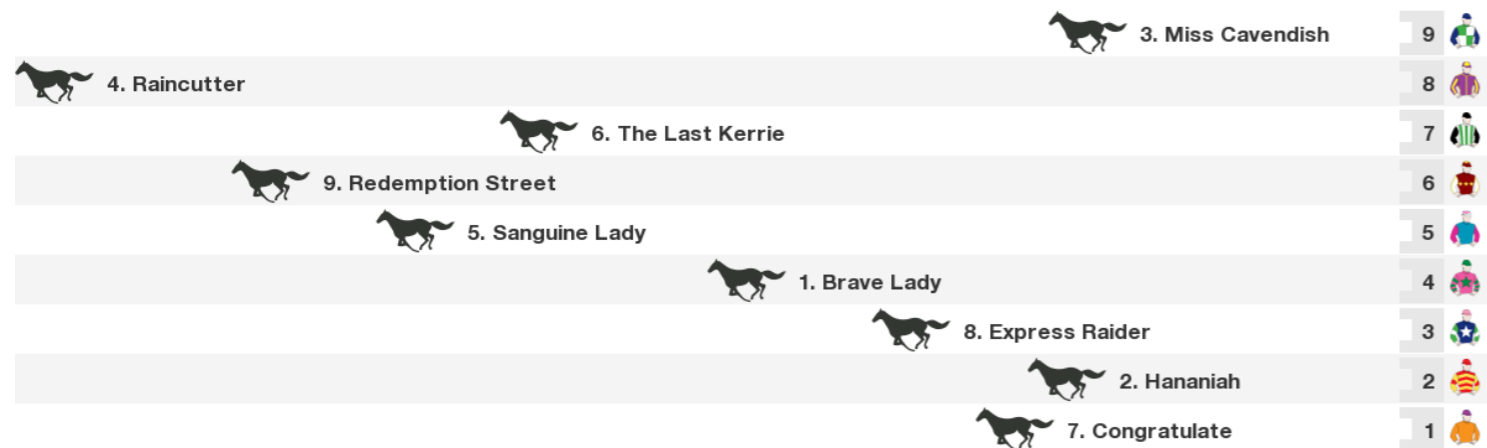 3. Miss Cavendish 9
4. Raincutter 8
6. The Last Kerrie 7
9. Redemption Street 6
5. Sanguine Lady 5
1. Brave Lady 4
8. Express Raider 3
2. Hananiah 2
7. Congratulate 1